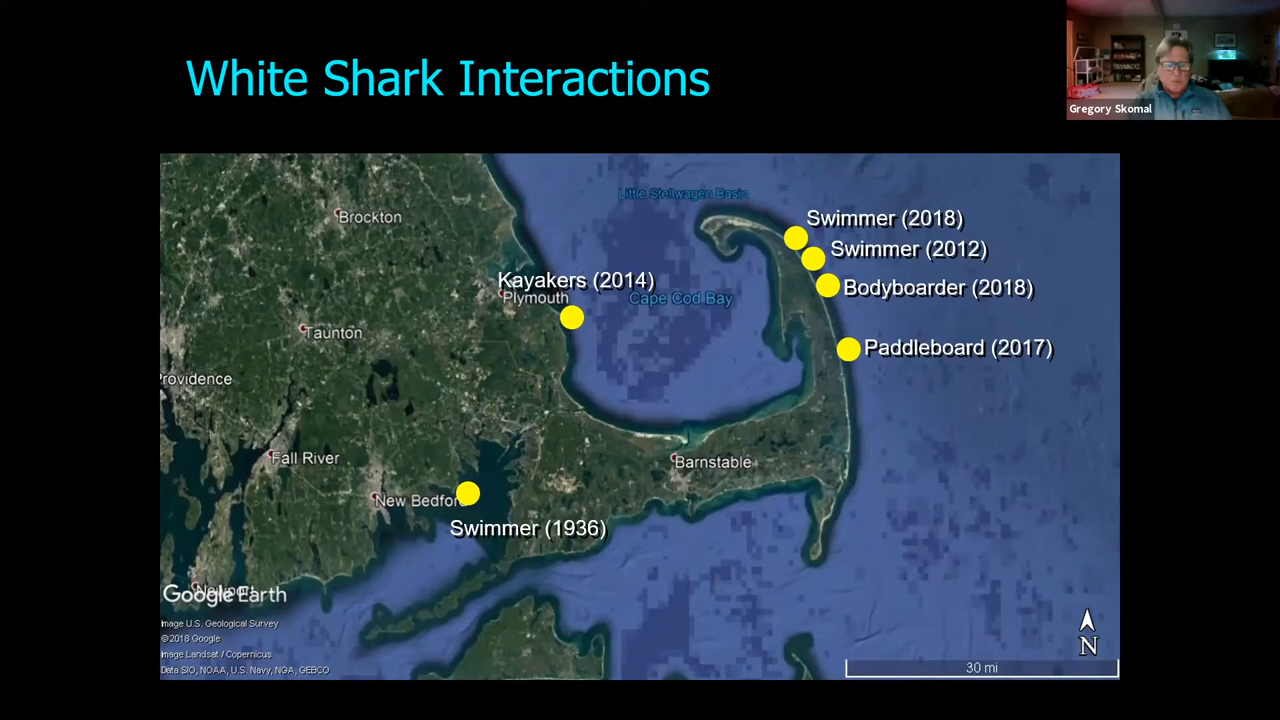 White Shark Interactions
Gregory Skomal
Little Stellwagen Basin
Brockton
Swimmer (2018)
Swimmer (2012)
Kayakers (2014)
Plymouth
Cape Cod Bay
Bodyboarder (2018)
Taunton
Paddleboard (2017)
Providence
Fall River
Barnstable
New Bedford
Swimmer (1936)
Newport
Google Earth
Image U.S. Geological Survey
©2018 Google
Image Landsat / Copernicus
Data SIO, NOAA, U.S. Navy, NGA, GEBCO
N
30 mi